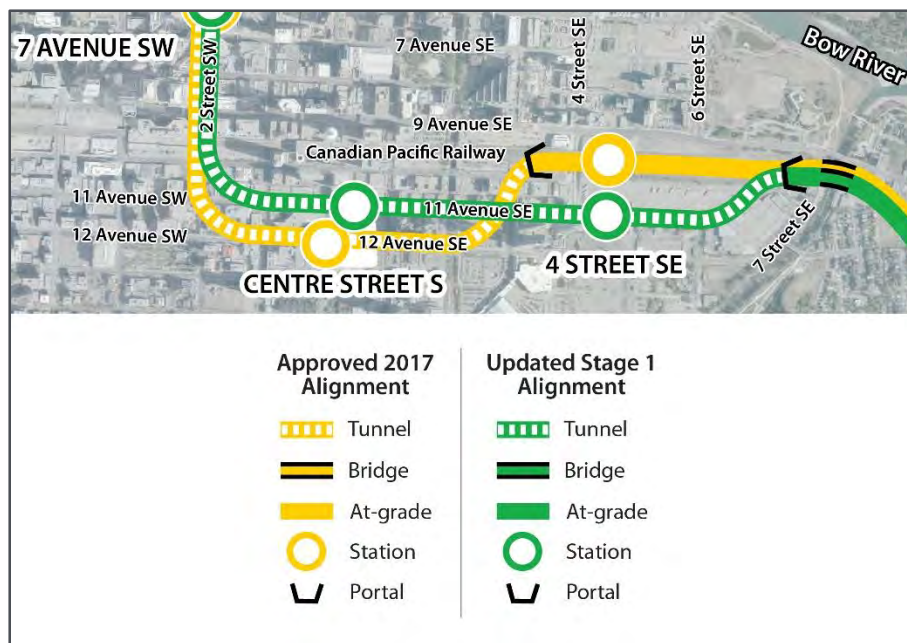 7 AVENUE SW
2 Street SW
7 Avenue SE
4 Street SE
6 Street SE
Bow River
9 Avenue SE
Canadian Pacific Railway
11 Avenue SW
11 Avenue SE
12 Avenue SW
12 Avenue SE
7 Street SE
CENTRE STREET S
4 STREET SE
Approved 2017
Alignment
Tunnel
Bridge
At-grade
Station
Portal
Updated Stage 1
Alignment
Tunnel
Bridge
At-grade
Station
Portal